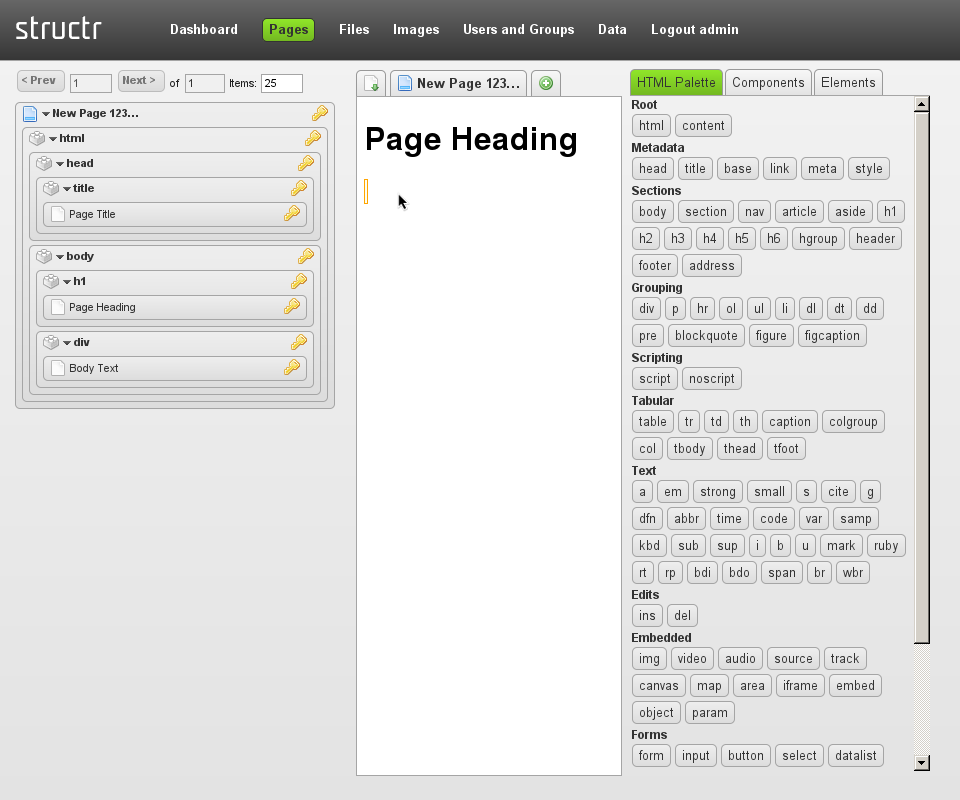 structr Dashboard Pages Files Images Users and Groups Data Logout admin
< Prev 1 Next > of 1 Items: 25
New Page 123...
html
head
title
Page Title
body
h1
Page Heading
div
Body Text
New Page 123...
Page Heading
HTML Palette Components Elements
Root
html content
Metadata
head title base link meta style
Sections
body section nav article aside h1
h2 h3 h4 h5 h6 hgroup header
footer address
Grouping
div p hr ol ul li dl dt dd
pre blockquote figure figcaption
Scripting
script noscript
Tabular
table tr td th caption colgroup
col tbody thead tfoot
Text
a em strong small s cite g
dfn abbr time code var samp
kbd sub sup i b u mark ruby
rt rp bdi bdo span br wbr
Edits
ins del
Embedded
img video audio source track
canvas map area iframe embed
object param
Forms
form input button select datalist